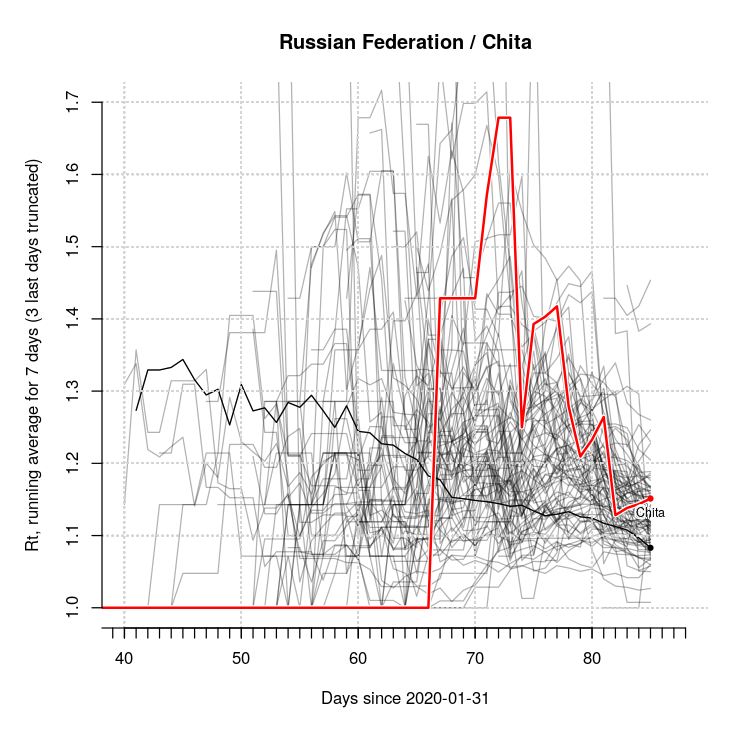 Russian Federation / Chita
Rt, running average for 7 days (3 last days truncated)
1.7
1.6
1.5
1.4
1.3
1.2
1.1
1.0
Chita
40 50 60 70 80
Days since 2020-01-31